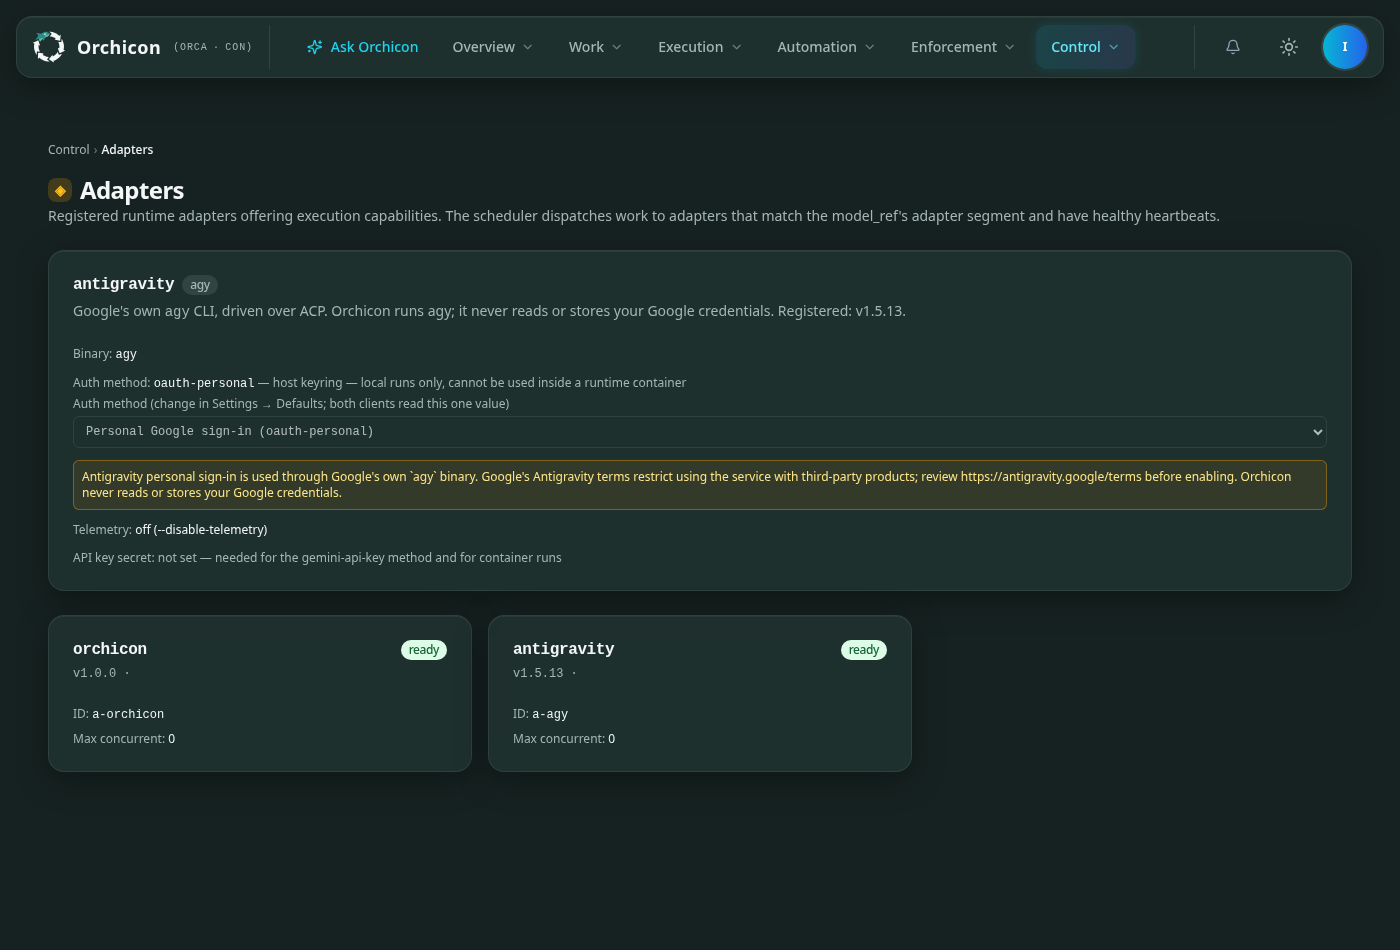 Orchicon (ORCA · CON) Ask Orchicon Overview Work Execution Automation Enforcement Control I
Control › Adapters
◈ Adapters
Registered runtime adapters offering execution capabilities. The scheduler dispatches work to adapters that match the model_ref's adapter segment and have healthy heartbeats.
antigravity agy
Google's own agy CLI, driven over ACP. Orchicon runs agy; it never reads or stores your Google credentials. Registered: v1.5.13.
Binary: agy
Auth method: oauth-personal — host keyring — local runs only, cannot be used inside a runtime container
Auth method (change in Settings → Defaults; both clients read this one value)
Personal Google sign-in (oauth-personal)
Antigravity personal sign-in is used through Google's own `agy` binary. Google's Antigravity terms restrict using the service with third-party products; review https://antigravity.google/terms before enabling. Orchicon
never reads or stores your Google credentials.
Telemetry: off (--disable-telemetry)
API key secret: not set — needed for the gemini-api-key method and for container runs
orchicon ready
v1.0.0 ·
ID: a-orchicon
Max concurrent: 0
antigravity ready
v1.5.13 ·
ID: a-agy
Max concurrent: 0